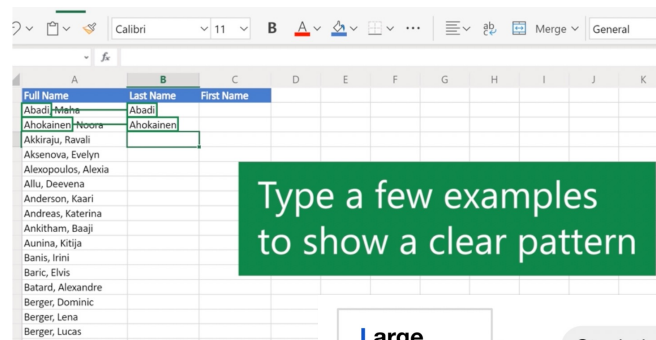 Calibri 11 B A ab Merge General
fx
A B C D E F G H I J K
Full Name Last Name First Name
Abadi, Maha Abadi
Ahokainen, Noora Ahokainen
Akkiraju, Ravali
Aksenova, Evelyn
Alexopoulos, Alexia
Allu, Deevena
Anderson, Kaari
Andreas, Katerina
Ankitham, Baaji
Aunina, Kitija
Banis, Irini
Baric, Elvis
Batard, Alexandre
Berger, Dominic
Berger, Lena
Berger, Lucas
Type a few examples
to show a clear pattern
Large